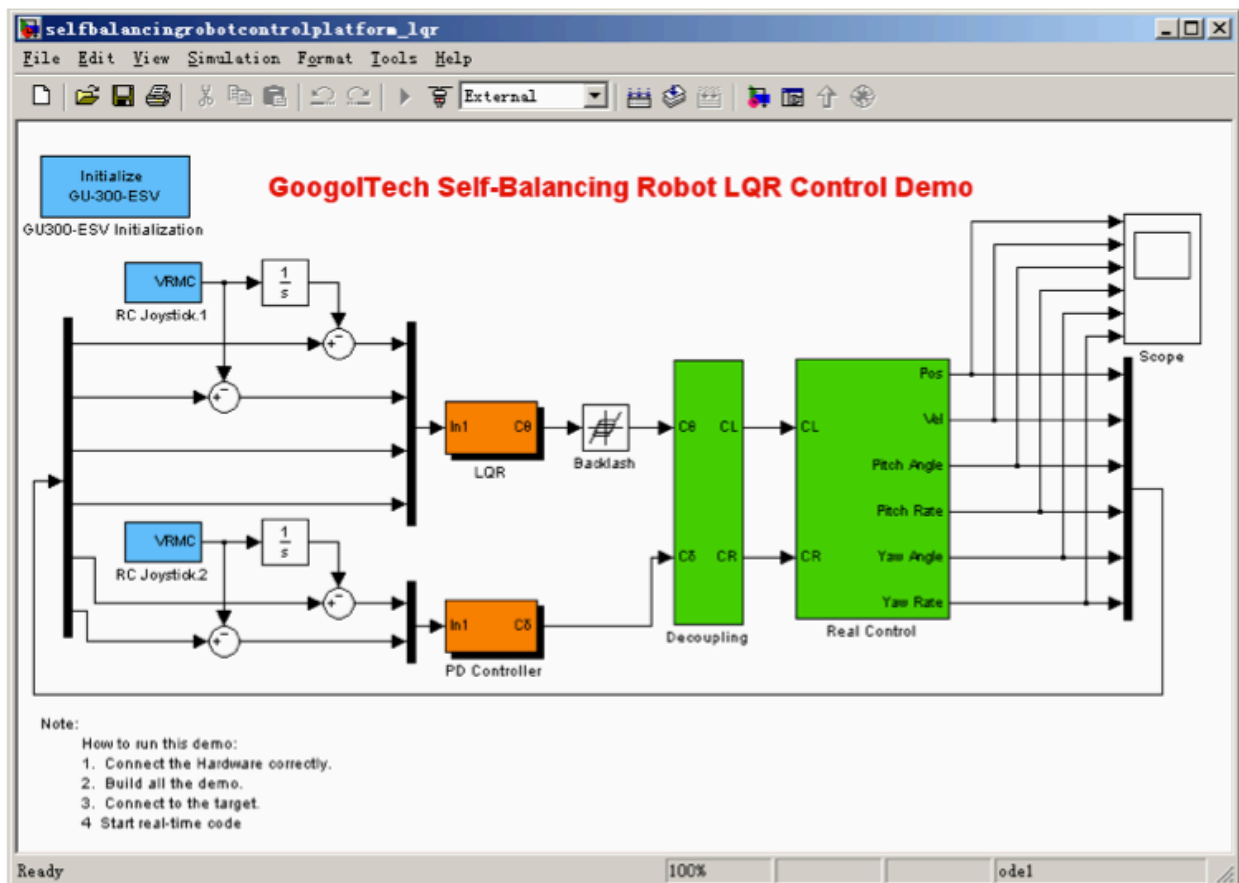 selfbalancingrobotcontrolplatform_lqr
File Edit View Simulation Format Tools Help
External
Initialize
GU-300-ESV
GU300-ESV Initialization
GoogolTech Self-Balancing Robot LQR Control Demo
VRMC
RC Joystick.1
1
s
+
-
+
-
Scope
In1
Cθ
LQR
Backlash
Cθ
CL
Cδ
CR
Decoupling
CL
CR
Pos
Vel
Pitch Angle
Pitch Rate
Yaw Angle
Yaw Rate
Real Control
VRMC
RC Joystick.2
1
s
+
-
+
-
In1
Cδ
PD Controller
Note:
How to run this demo:
1. Connect the Hardware correctly.
2. Build all the demo.
3. Connect to the target.
4 Start real-time code
Ready
100%
ode1